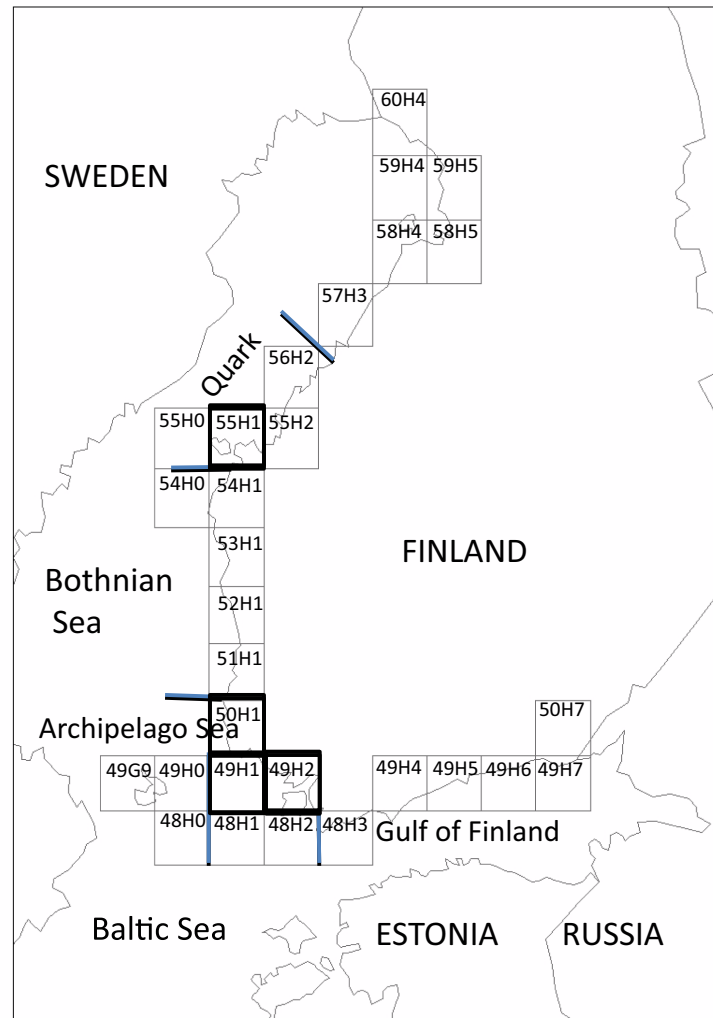 60H4
SWEDEN
59H4 59H5
58H4 58H5
57H3
Quark
56H2
55H0 55H1 55H2
54H0 54H1
53H1
FINLAND
Bothnian
Sea
52H1
51H1
50H1
50H7
Archipelago Sea
49G9 49H0 49H1 49H2 49H4 49H5 49H6 49H7
48H0 48H1 48H2 48H3
Gulf of Finland
Baltic Sea
ESTONIA
RUSSIA